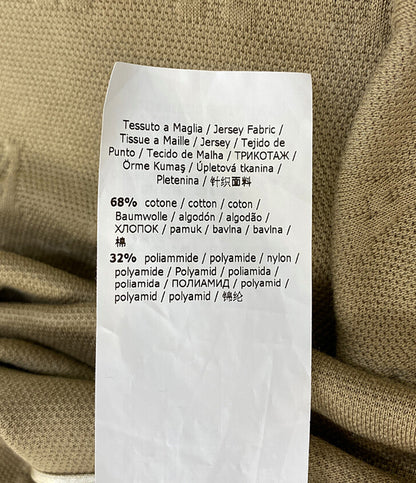 Tessuto a Maglia / Jersey Fabric /
Tissue a Maille / Jersey / Tejido de
Punto / Tecido de Malha / ТРИКОТАЖ /
Örme Kumaş / Úpletová tkanina /
Pletenina / 针织面料
68% cotone / cotton / coton /
Baumwolle / algodón / algodão /
ХЛОПОК / pamuk / bavlna / bavlna /
棉
32% poliammide / polyamide / nylon /
polyamide / Polyamid / poliamida /
poliamida / ПОЛИАМИД / polyamid /
polyamid / polyamid / 锦纶